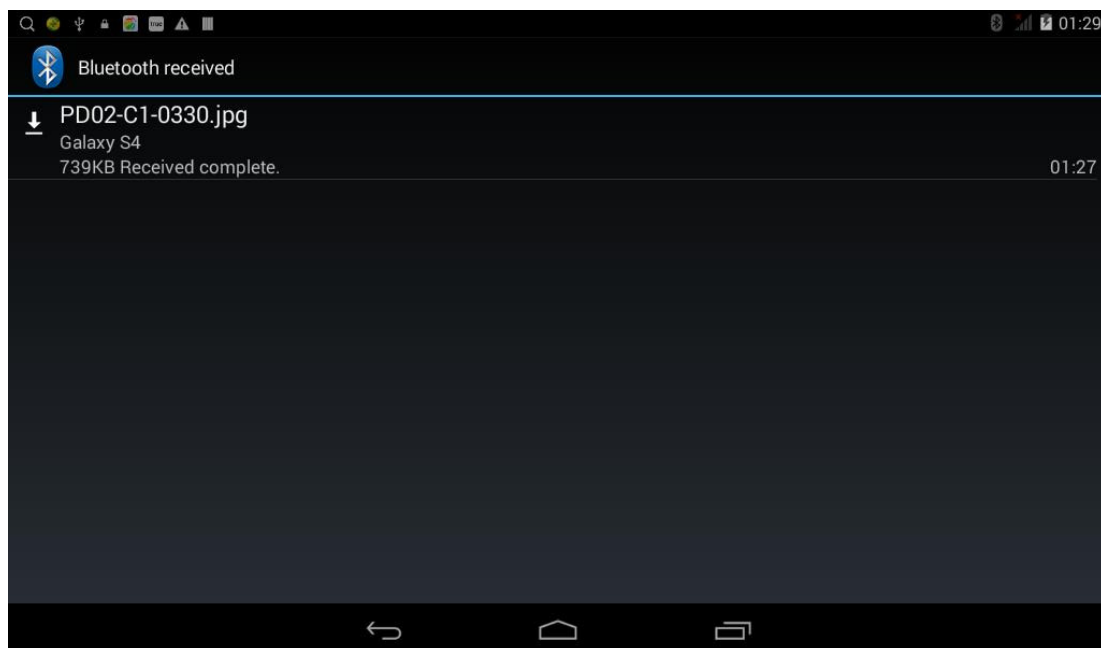 01:29
Bluetooth received
PD02-C1-0330.jpg
Galaxy S4
739KB Received complete.
01:27